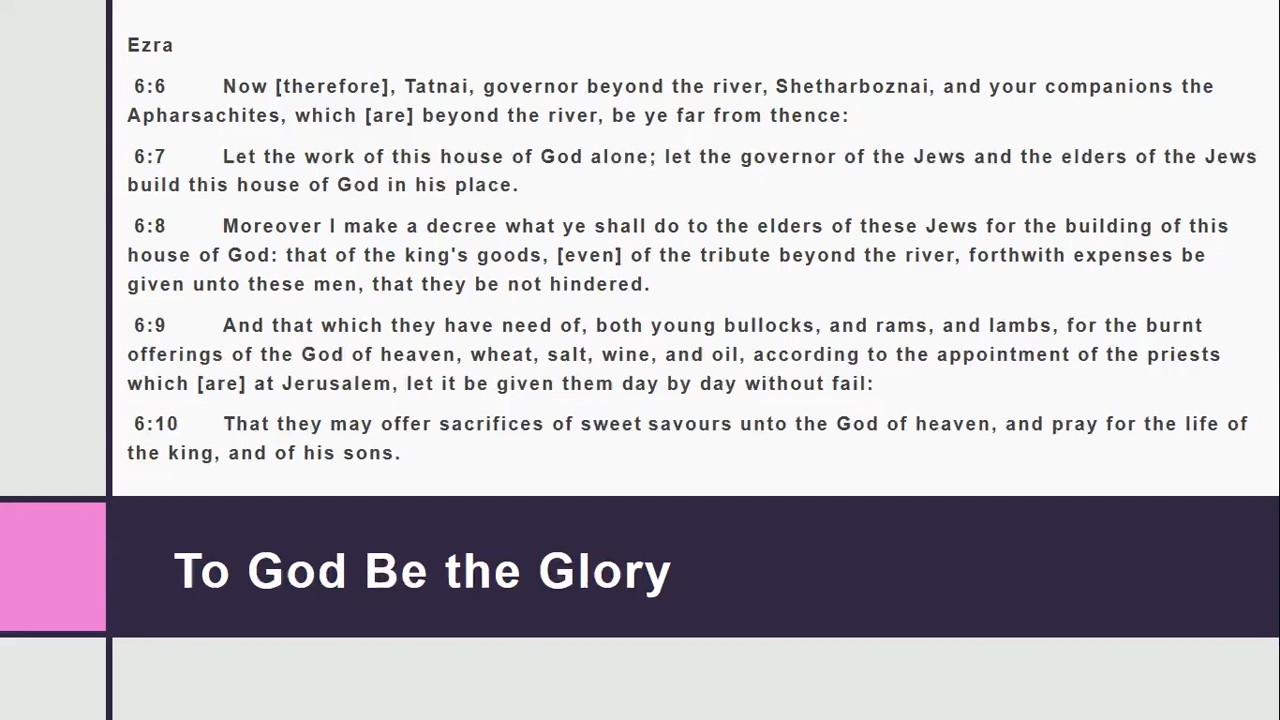 Ezra
6:6 Now [therefore], Tatnai, governor beyond the river, Shetharboznai, and your companions the
Apharsachites, which [are] beyond the river, be ye far from thence:
6:7 Let the work of this house of God alone; let the governor of the Jews and the elders of the Jews
build this house of God in his place.
6:8 Moreover I make a decree what ye shall do to the elders of these Jews for the building of this
house of God: that of the king's goods, [even] of the tribute beyond the river, forthwith expenses be
given unto these men, that they be not hindered.
6:9 And that which they have need of, both young bullocks, and rams, and lambs, for the burnt
offerings of the God of heaven, wheat, salt, wine, and oil, according to the appointment of the priests
which [are] at Jerusalem, let it be given them day by day without fail:
6:10 That they may offer sacrifices of sweet savours unto the God of heaven, and pray for the life of
the king, and of his sons.
To God Be the Glory